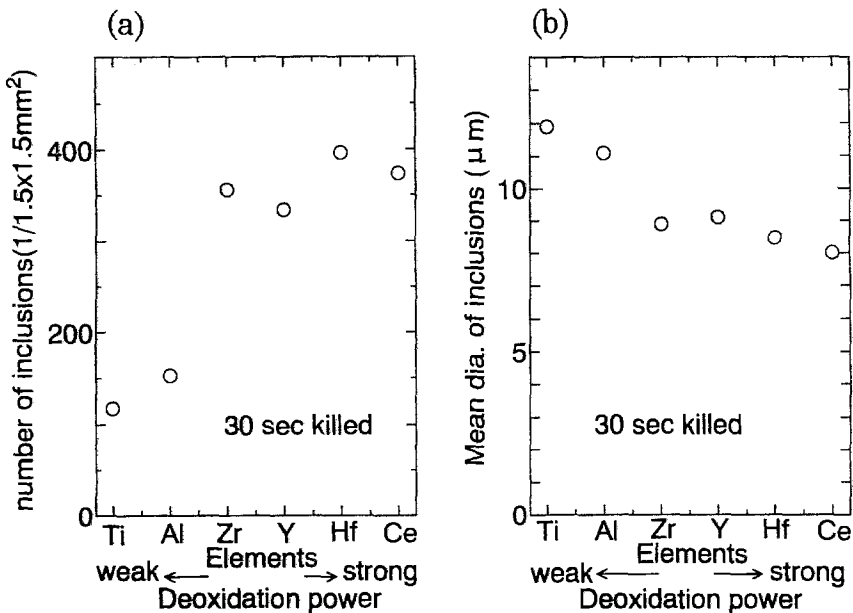 (a)
number of inclusions(1/1.5x1.5mm²)
400
200
0
30 sec killed
Ti Al Zr Y Hf Ce
Elements
weak ← → strong
Deoxidation power
(b)
Mean dia. of inclusions (μm)
10
5
0
30 sec killed
Ti Al Zr Y Hf Ce
Elements
weak ← → strong
Deoxidation power